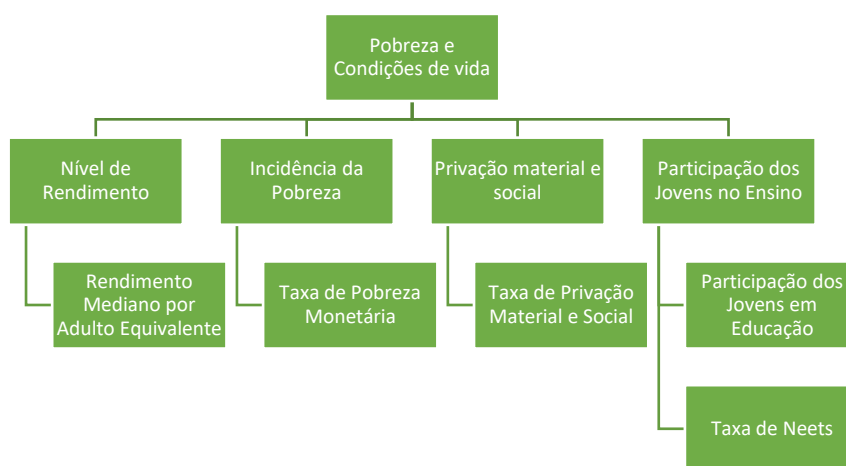 Pobreza e
Condições de vida
Nível de
Rendimento
Incidência da
Pobreza
Privação material e
social
Participação dos
Jovens no Ensino
Rendimento
Mediano por
Adulto Equivalente
Taxa de Pobreza
Monetária
Taxa de Privação
Material e Social
Participação dos
Jovens em
Educação
Taxa de Neets